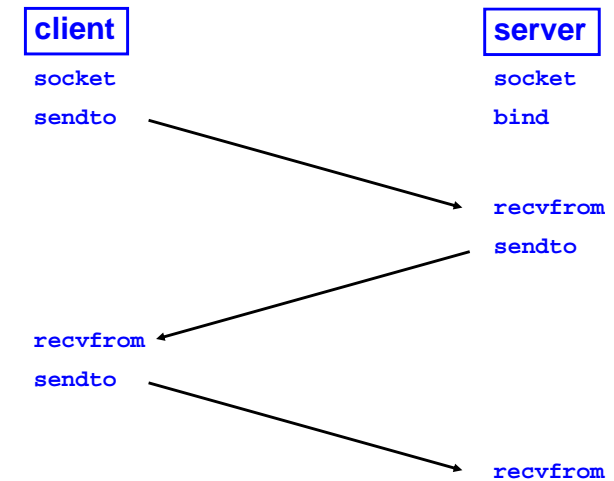 client
server
socket
socket
sendto
bind
recvfrom
sendto
recvfrom
sendto
recvfrom